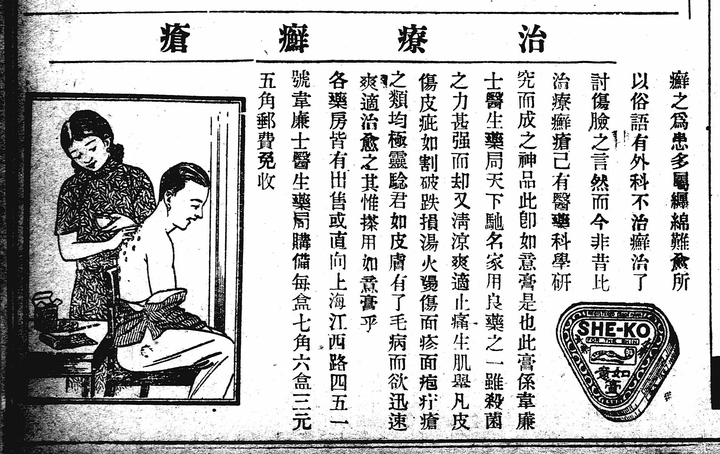 治療癬瘡
癬之為患多屬纏綿難愈所
以俗語有外科不治癬治了
討傷臉之言然而今非昔比
治療癬瘡已有醫藥科學研
究而成之神品此卽如意膏是也此膏係韋廉
士醫生藥局天下馳名家用良藥之一雖殺菌
之力甚强而却又淸涼爽適止痛生肌舉凡皮
傷皮疵如割破跌損湯火燙傷面疹面疱疔瘡
之類均極靈騐君如皮膚有了毛病而欲迅速
爽適治愈之其惟搽用如意膏乎
各藥房皆有出售或直向上海江西路四五一
號韋廉士醫生藥局購備每盒七角六盒三元
五角郵費免收
SHE-KO
如意膏